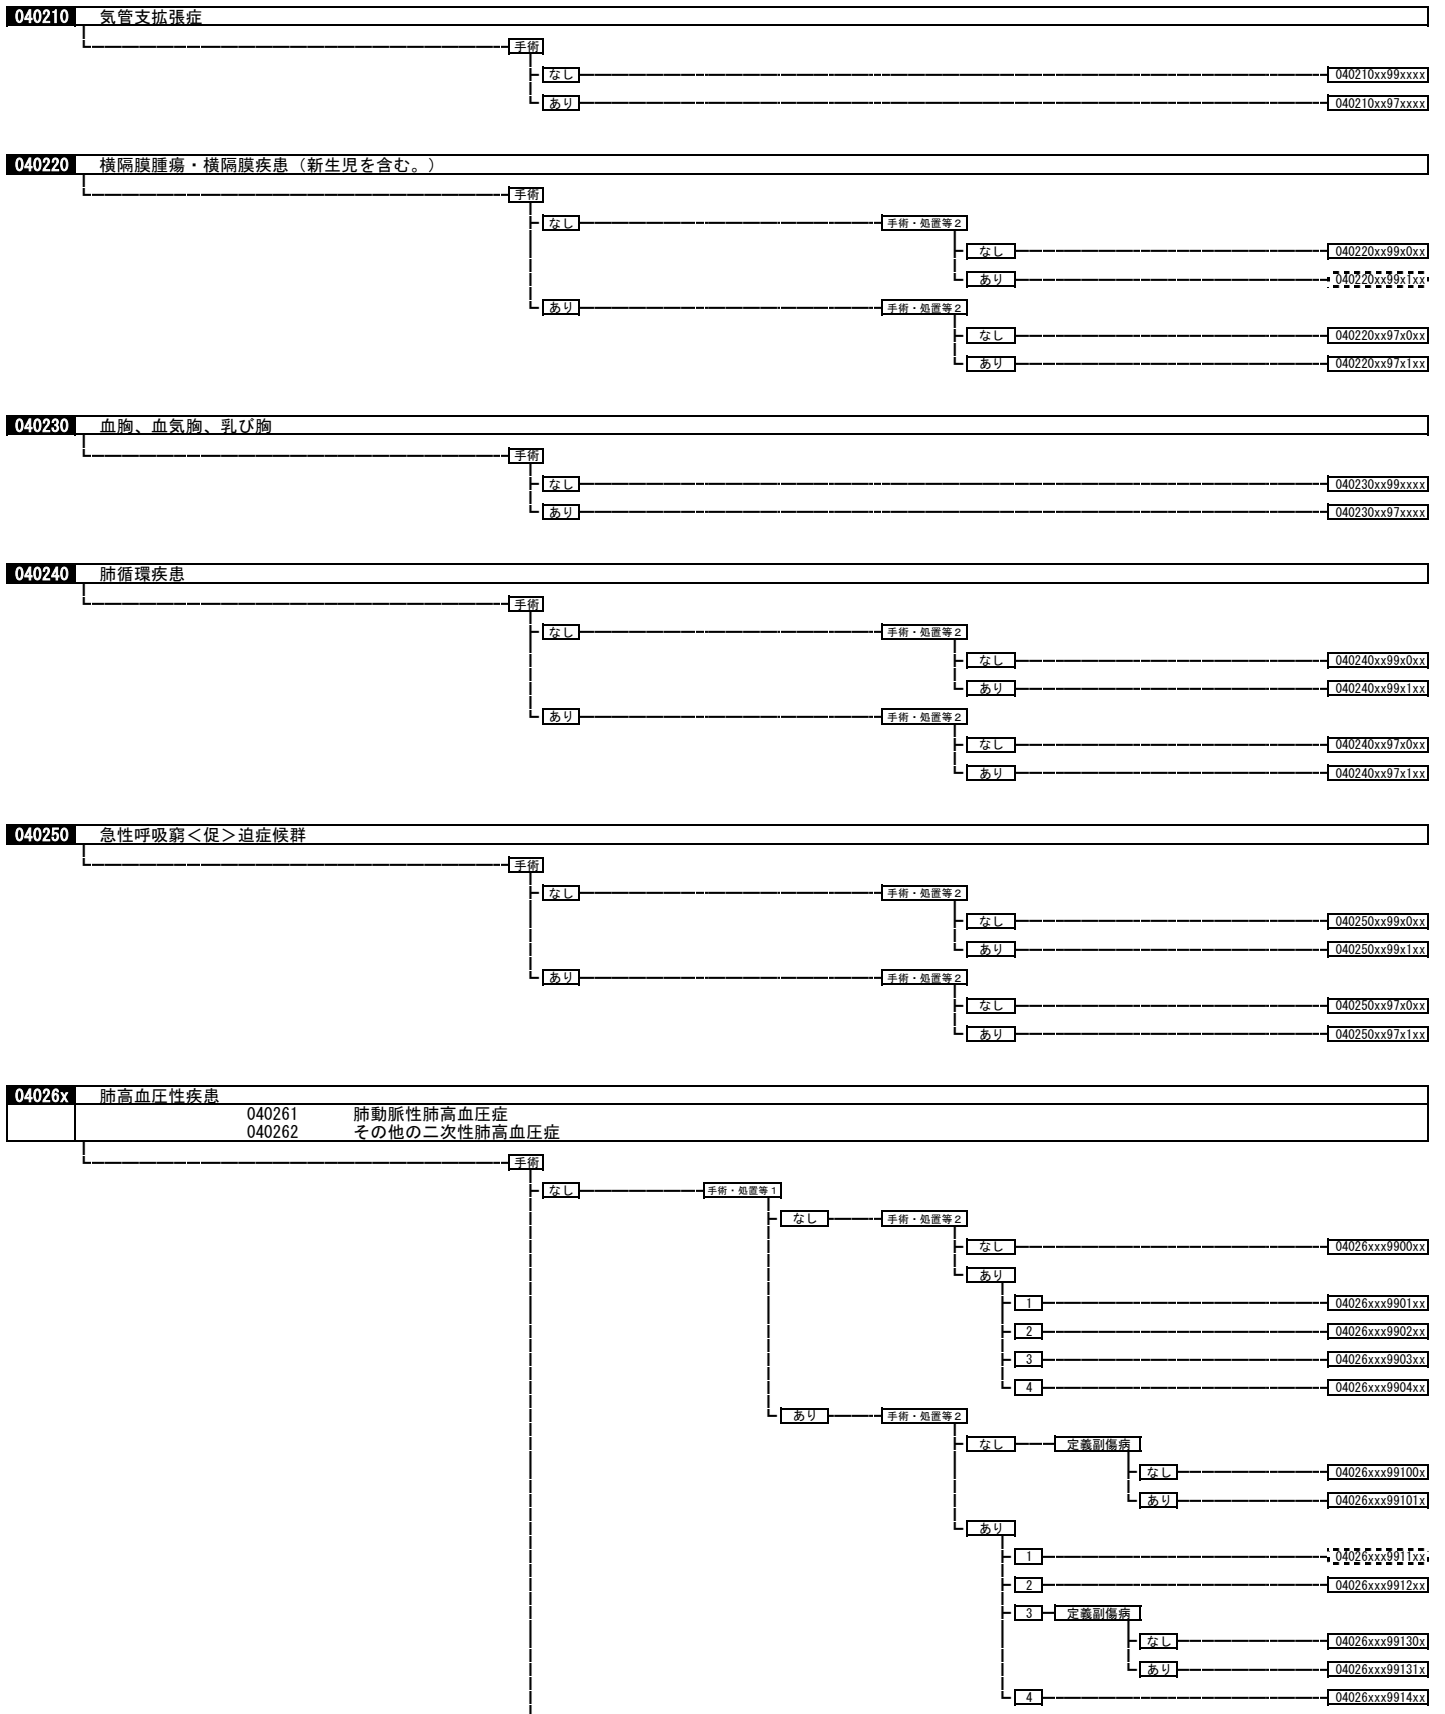 040210 気管支拡張症
手術
なし 040210xx99xxxx
あり 040210xx97xxxx
040220 横隔膜腫瘍・横隔膜疾患（新生児を含む。）
手術
なし 手術・処置等２
なし 040220xx99x0xx
あり 040220xx99x1xx
あり 手術・処置等２
なし 040220xx97x0xx
あり 040220xx97x1xx
040230 血胸、血気胸、乳び胸
手術
なし 040230xx99xxxx
あり 040230xx97xxxx
040240 肺循環疾患
手術
なし 手術・処置等２
なし 040240xx99x0xx
あり 040240xx99x1xx
あり 手術・処置等２
なし 040240xx97x0xx
あり 040240xx97x1xx
040250 急性呼吸窮＜促＞迫症候群
手術
なし 手術・処置等２
なし 040250xx99x0xx
あり 040250xx99x1xx
あり 手術・処置等２
なし 040250xx97x0xx
あり 040250xx97x1xx
04026x 肺高血圧性疾患
040261 肺動脈性肺高血圧症
040262 その他の二次性肺高血圧症
手術
なし 手術・処置等１
なし 手術・処置等２
なし 04026xxx9900xx
あり
1 04026xxx9901xx
2 04026xxx9902xx
3 04026xxx9903xx
4 04026xxx9904xx
あり 手術・処置等２
なし 定義副傷病
なし 04026xxx99100x
あり 04026xxx99101x
あり
1 04026xxx9911xx
2 04026xxx9912xx
3 定義副傷病
なし 04026xxx99130x
あり 04026xxx99131x
4 04026xxx9914xx